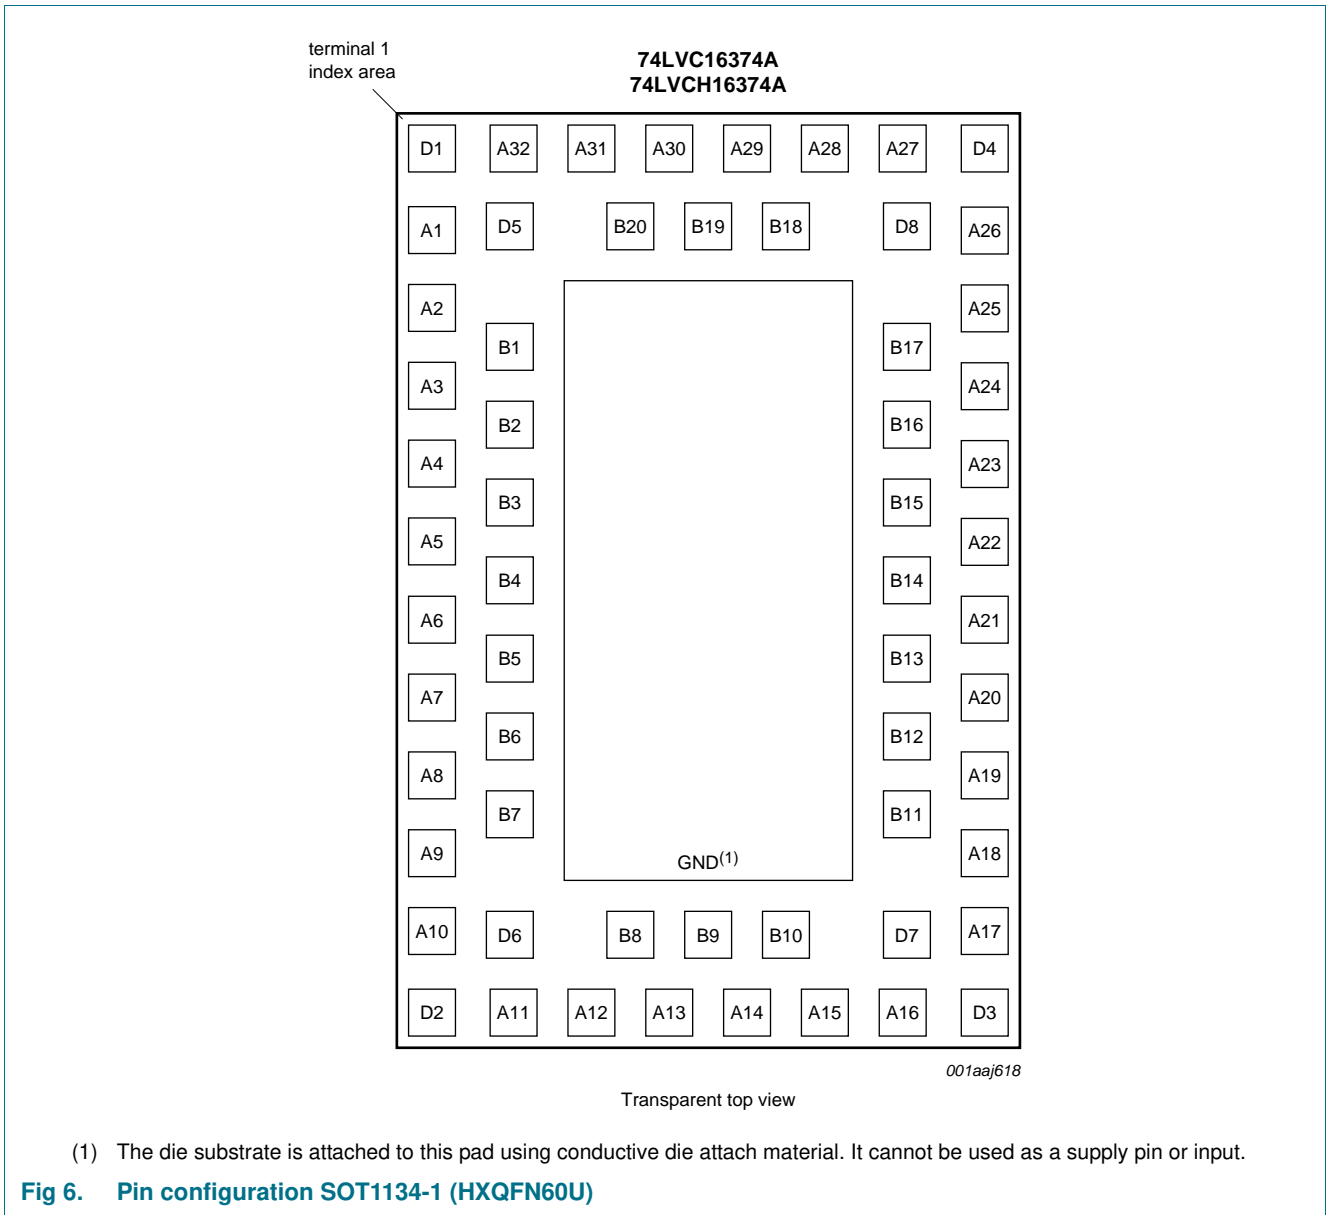 terminal 1
index area
74LVC16374A
74LVCH16374A
D1 A32 A31 A30 A29 A28 A27 D4
A1 D5 B20 B19 B18 D8 A26
A2 A25
B1 B17
A3 A24
B2 B16
A4 A23
B3 B15
A5 A22
B4 B14
A6 A21
B5 B13
A7 A20
B6 B12
A8 A19
B7 B11
A9 A18
GND(1)
A10 D6 B8 B9 B10 D7 A17
D2 A11 A12 A13 A14 A15 A16 D3
001aaj618
Transparent top view
(1) The die substrate is attached to this pad using conductive die attach material. It cannot be used as a supply pin or input.
Fig 6. Pin configuration SOT1134-1 (HXQFN60U)